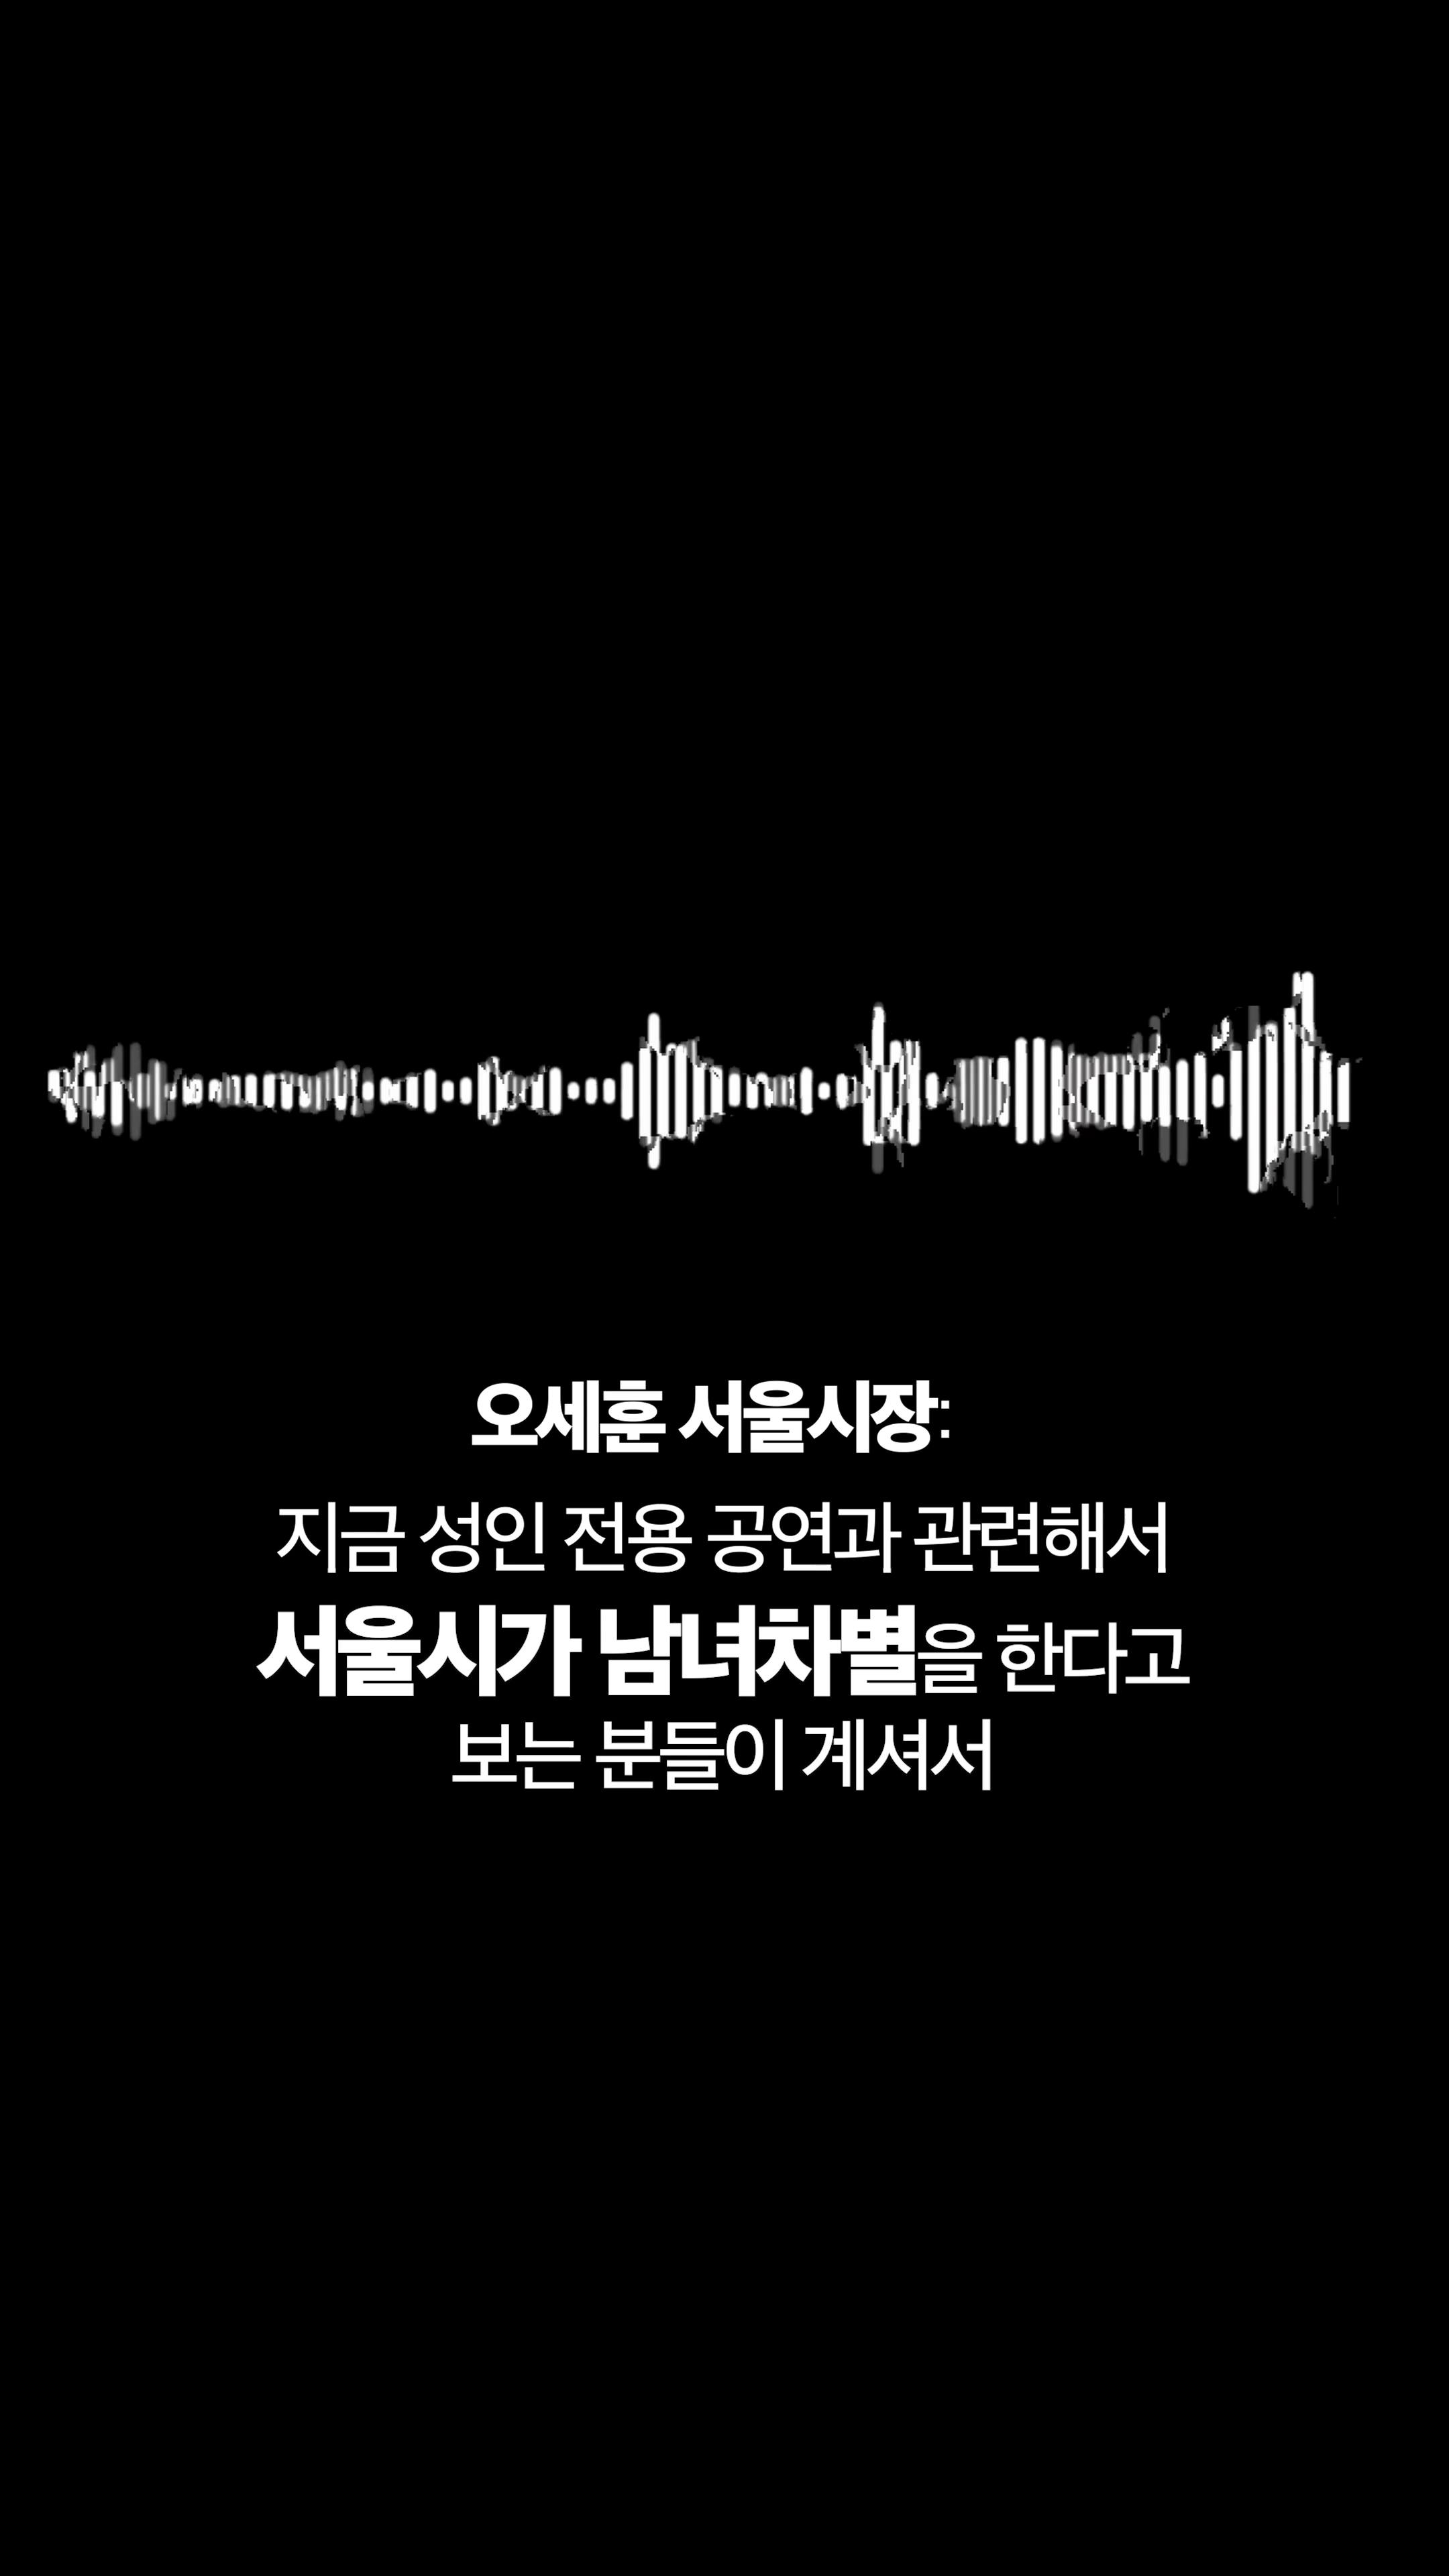 오세훈 서울시장:
지금 성인 전용 공연과 관련해서
서울시가 남녀차별을 한다고
보는 분들이 계셔서